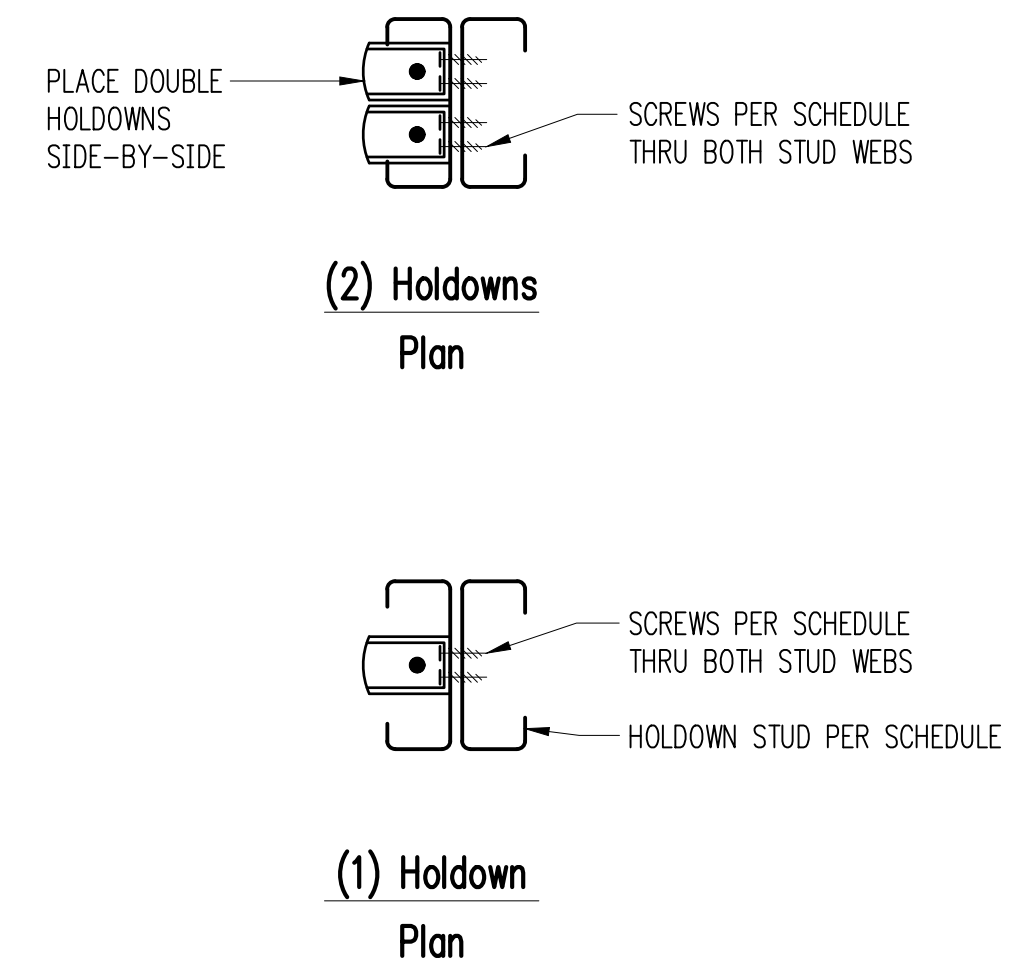 PLACE DOUBLE
HOLDOWNS
SIDE-BY-SIDE
SCREWS PER SCHEDULE
THRU BOTH STUD WEBS
(2) Holdowns
Plan
SCREWS PER SCHEDULE
THRU BOTH STUD WEBS
HOLDOWN STUD PER SCHEDULE
(1) Holdown
Plan